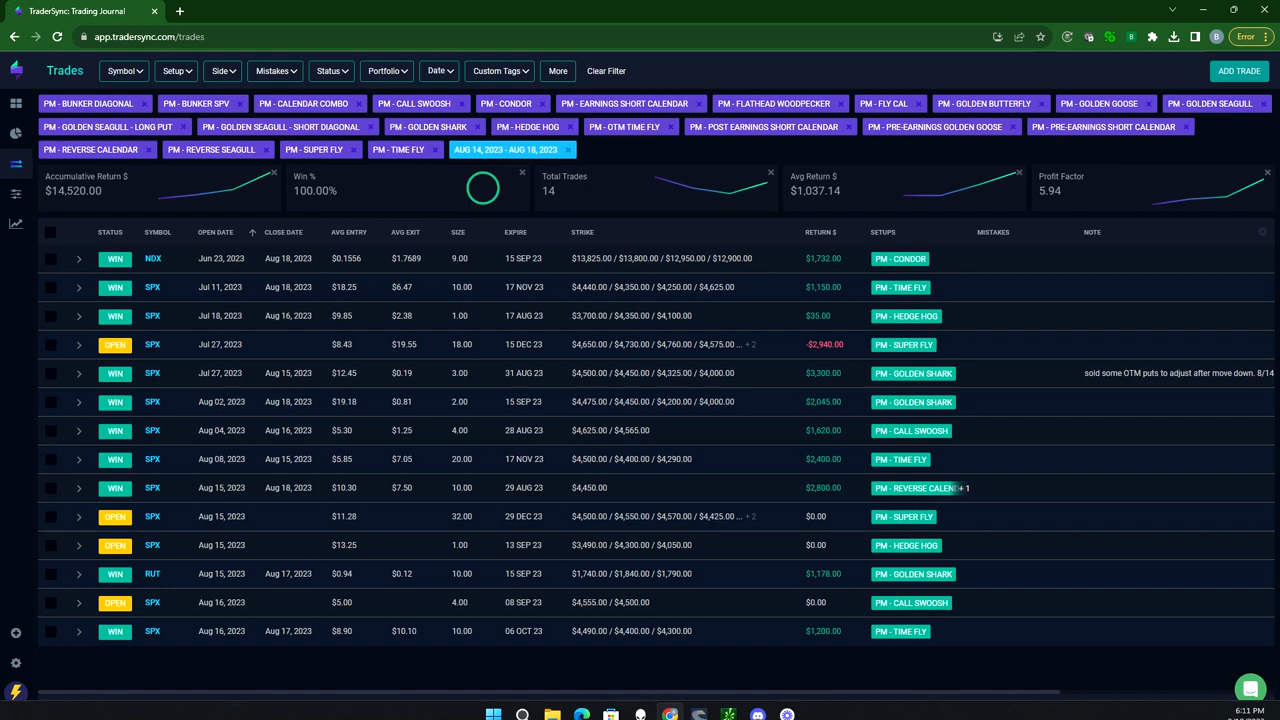 TraderSync: Trading Journal
app.tradersync.com/trades
B
B
Error
Trades
Symbol
Setup
Side
Mistakes
Status
Portfolio
Date
Custom Tags
More
Clear Filter
ADD TRADE
PM - BUNKER DIAGONAL × PM - BUNKER SPV × PM - CALENDAR COMBO × PM - CALL SWOOSH × PM - CONDOR × PM - EARNINGS SHORT CALENDAR × PM - FLATHEAD WOODPECKER × PM - FLY CAL × PM - GOLDEN BUTTERFLY × PM - GOLDEN GOOSE × PM - GOLDEN SEAGULL ×
PM - GOLDEN SEAGULL - LONG PUT × PM - GOLDEN SEAGULL - SHORT DIAGONAL × PM - GOLDEN SHARK × PM - HEDGE HOG × PM - OTM TIME FLY × PM - POST EARNINGS SHORT CALENDAR × PM - PRE-EARNINGS GOLDEN GOOSE × PM - PRE-EARNINGS SHORT CALENDAR ×
PM - REVERSE CALENDAR × PM - REVERSE SEAGULL × PM - SUPER FLY × PM - TIME FLY × AUG 14, 2023 - AUG 18, 2023 ×
Accumulative Return $
$14,520.00
Win %
100.00%
Total Trades
14
Avg Return $
$1,037.14
Profit Factor
5.94
STATUS SYMBOL OPEN DATE CLOSE DATE AVG ENTRY AVG EXIT SIZE EXPIRE STRIKE RETURN $ SETUPS MISTAKES NOTE
WIN NDX Jun 23, 2023 Aug 18, 2023 $0.1556 $1.7689 9.00 15 SEP 23 $13,825.00 / $13,800.00 / $12,950.00 / $12,900.00 $1,732.00 PM - CONDOR
WIN SPX Jul 11, 2023 Aug 18, 2023 $18.25 $6.47 10.00 17 NOV 23 $4,440.00 / $4,350.00 / $4,250.00 / $4,625.00 $1,150.00 PM - TIME FLY
WIN SPX Jul 18, 2023 Aug 16, 2023 $9.85 $2.38 1.00 17 AUG 23 $3,700.00 / $4,350.00 / $4,100.00 $35.00 PM - HEDGE HOG
OPEN SPX Jul 27, 2023 $8.43 $19.55 18.00 15 DEC 23 $4,650.00 / $4,730.00 / $4,760.00 / $4,575.00 ... + 2 -$2,940.00 PM - SUPER FLY
WIN SPX Jul 27, 2023 Aug 15, 2023 $12.45 $0.19 3.00 31 AUG 23 $4,500.00 / $4,450.00 / $4,325.00 / $4,000.00 $3,300.00 PM - GOLDEN SHARK sold some OTM puts to adjust after move down. 8/14
WIN SPX Aug 02, 2023 Aug 18, 2023 $19.18 $0.81 2.00 15 SEP 23 $4,475.00 / $4,450.00 / $4,200.00 / $4,000.00 $2,045.00 PM - GOLDEN SHARK
WIN SPX Aug 04, 2023 Aug 16, 2023 $5.30 $1.25 4.00 28 AUG 23 $4,625.00 / $4,565.00 $1,620.00 PM - CALL SWOOSH
WIN SPX Aug 08, 2023 Aug 15, 2023 $5.85 $7.05 20.00 17 NOV 23 $4,500.00 / $4,400.00 / $4,290.00 $2,400.00 PM - TIME FLY
WIN SPX Aug 15, 2023 Aug 18, 2023 $10.30 $7.50 10.00 29 AUG 23 $4,450.00 $2,800.00 PM - REVERSE CALEN + 1
OPEN SPX Aug 15, 2023 $11.28 32.00 29 DEC 23 $4,500.00 / $4,550.00 / $4,570.00 / $4,425.00 ... + 2 $0.00 PM - SUPER FLY
OPEN SPX Aug 15, 2023 $13.25 1.00 13 SEP 23 $3,490.00 / $4,300.00 / $4,050.00 $0.00 PM - HEDGE HOG
WIN RUT Aug 15, 2023 Aug 17, 2023 $0.94 $0.12 10.00 15 SEP 23 $1,740.00 / $1,840.00 / $1,790.00 $1,178.00 PM - GOLDEN SHARK
OPEN SPX Aug 16, 2023 $5.00 4.00 08 SEP 23 $4,555.00 / $4,500.00 $0.00 PM - CALL SWOOSH
WIN SPX Aug 16, 2023 Aug 17, 2023 $8.90 $10.10 10.00 06 OCT 23 $4,490.00 / $4,400.00 / $4,300.00 $1,200.00 PM - TIME FLY
6:11 PM